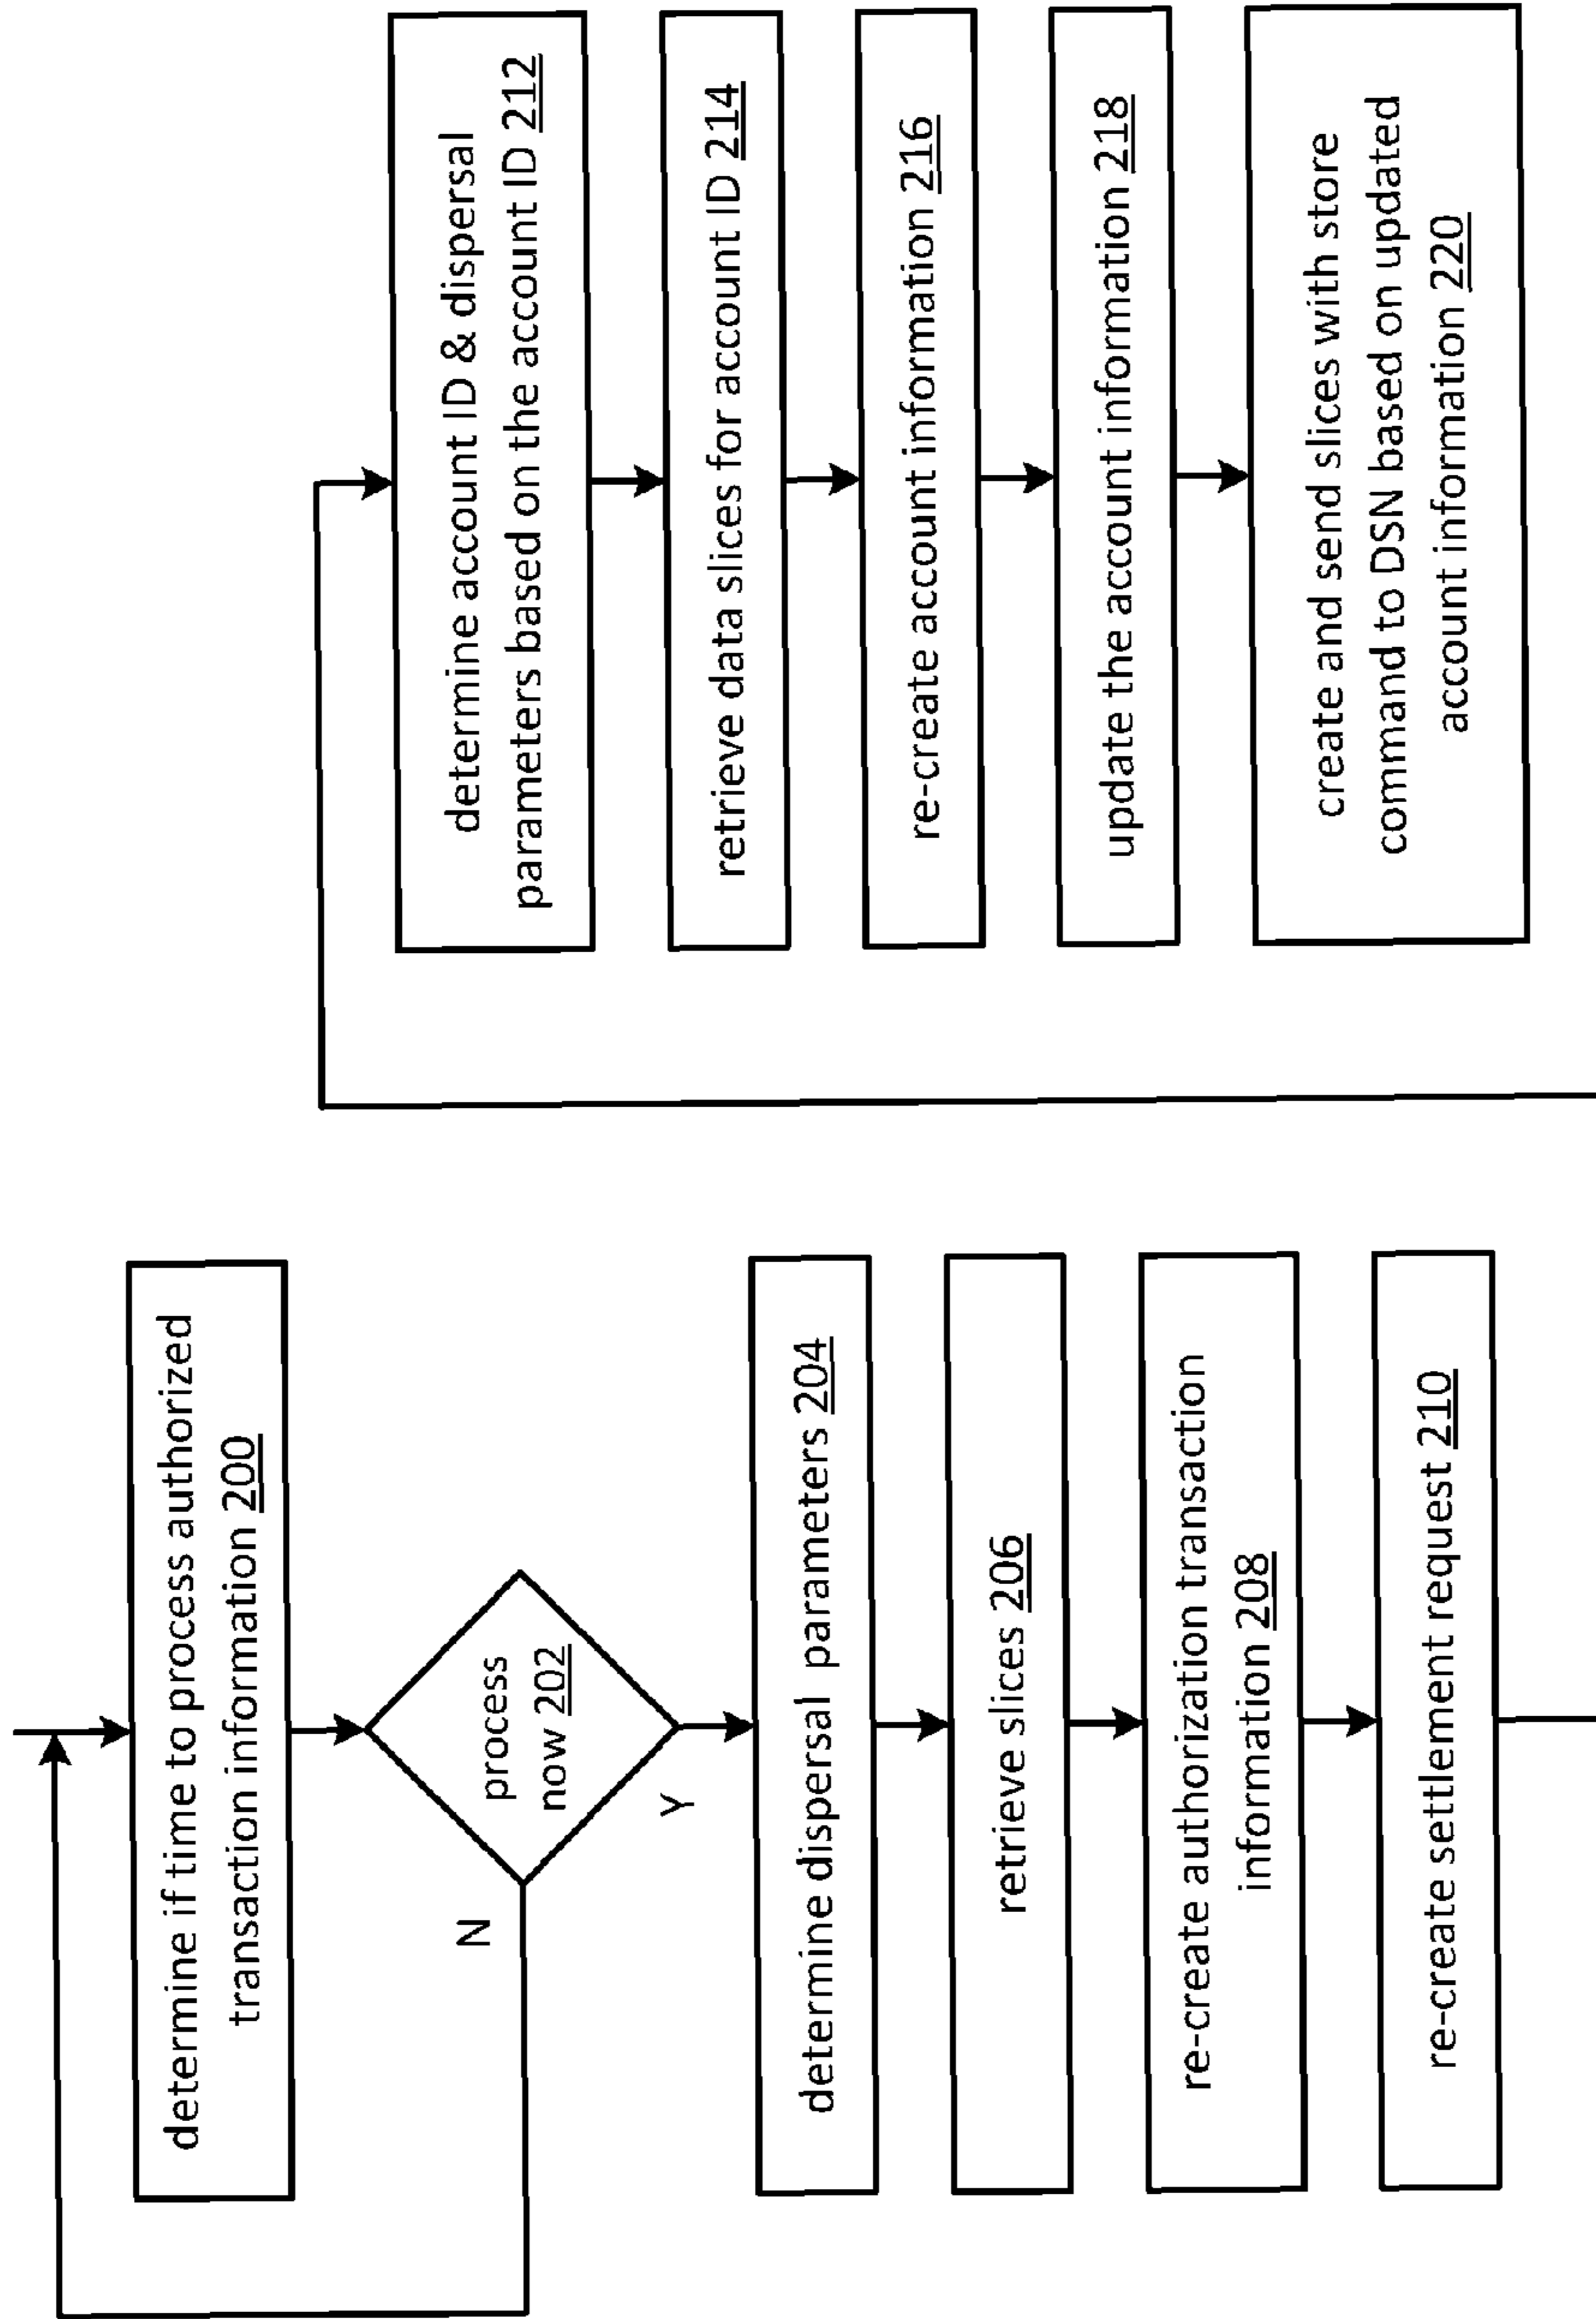 determine if time to process authorized
transaction information 200
process
now 202
N
Y
determine dispersal parameters 204
retrieve slices 206
re-create authorization transaction
information 208
re-create settlement request 210
determine account ID & dispersal
parameters based on the account ID 212
retrieve data slices for account ID 214
re-create account information 216
update the account information 218
create and send slices with store
command to DSN based on updated
account information 220